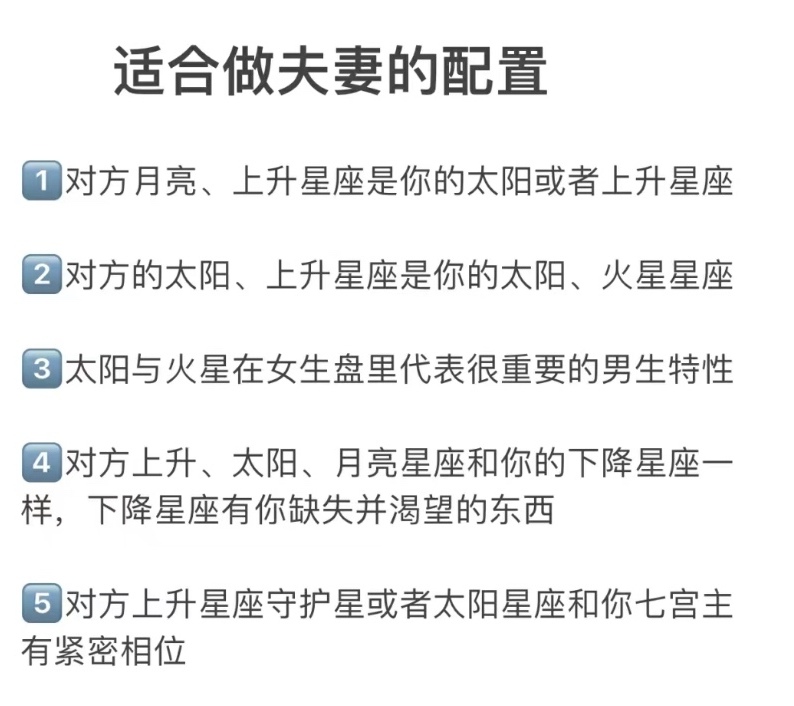 适合做夫妻的配置
1️⃣对方月亮、上升星座是你的太阳或者上升星座
2️⃣对方的太阳、上升星座是你的太阳、火星星座
3️⃣太阳与火星在女生盘里代表很重要的男生特性
4️⃣对方上升、太阳、月亮星座和你的下降星座一
样，下降星座有你缺失并渴望的东西
5️⃣对方上升星座守护星或者太阳星座和你七宫主
有紧密相位